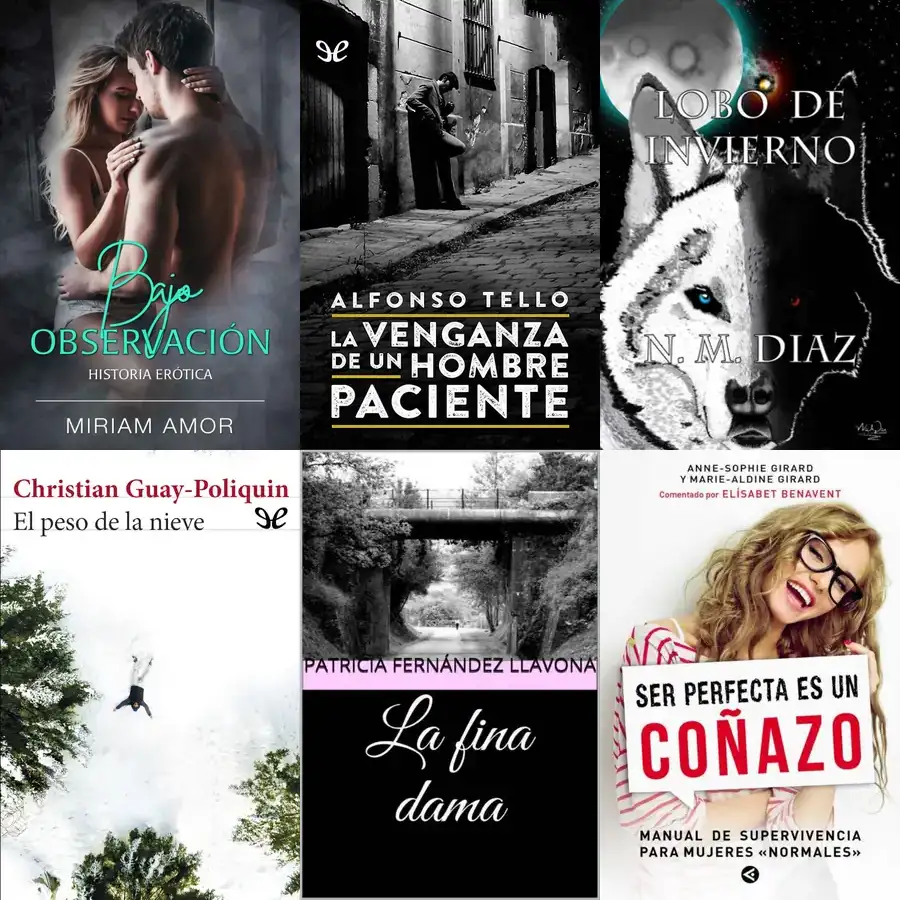 Bajo
OBSERVACIÓN
HISTORIA ERÓTICA
MIRIAM AMOR
ALFONSO TELLO
LA VENGANZA
DE UN HOMBRE
PACIENTE
LOBO DE
INVIERNO
N. M. DIAZ
Christian Guay-Poliquin
El peso de la nieve
PATRICIA FERNÁNDEZ LLAVONA
La fina
dama
ANNE-SOPHIE GIRARD
Y MARIE-ALDINE GIRARD
Comentado por ELÍSABET BENAVENT
SER PERFECTA ES UN
COÑAZO
MANUAL DE SUPERVIVENCIA
PARA MUJERES «NORMALES»